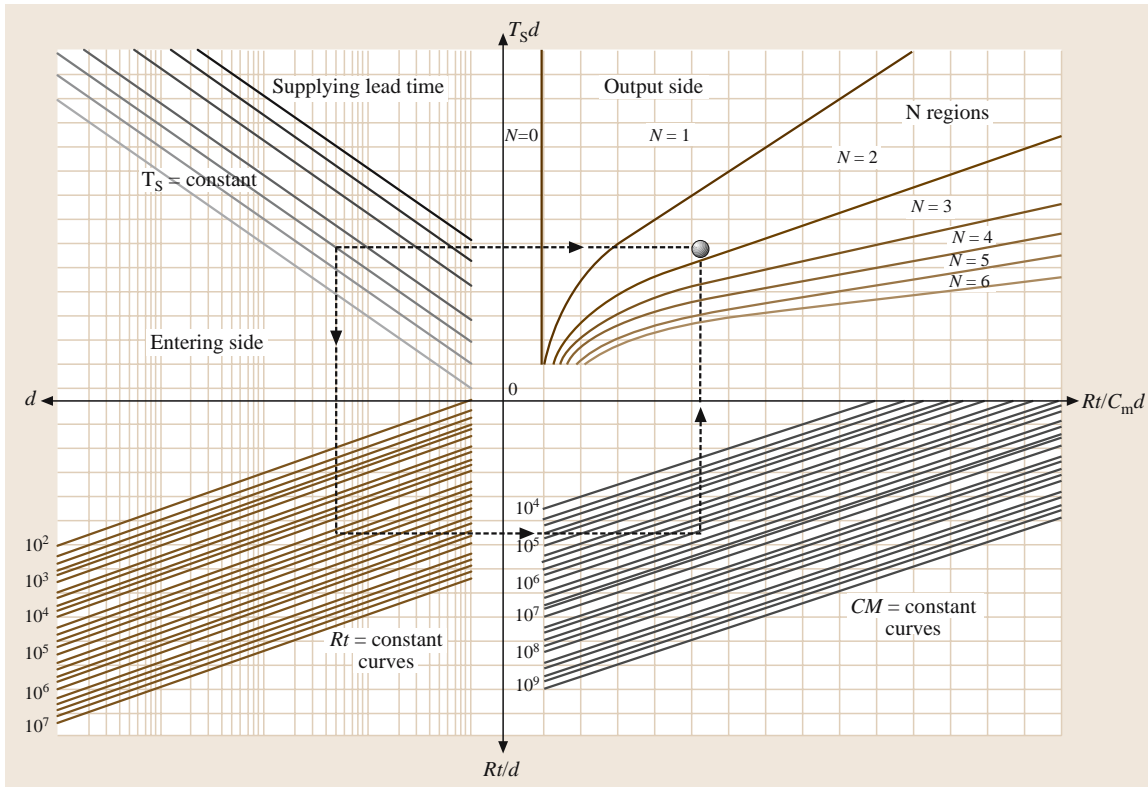 T_S d
Supplying lead time
Output side
N regions
N=0
N = 1
N = 2
T_S = constant
N = 3
N = 4
N = 5
N = 6
Entering side
0
d
Rt/C_m d
10^4
10^2
10^5
10^3
10^6
10^4
10^7
CM = constant
curves
Rt = constant
curves
10^5
10^8
10^6
10^9
10^7
Rt/d